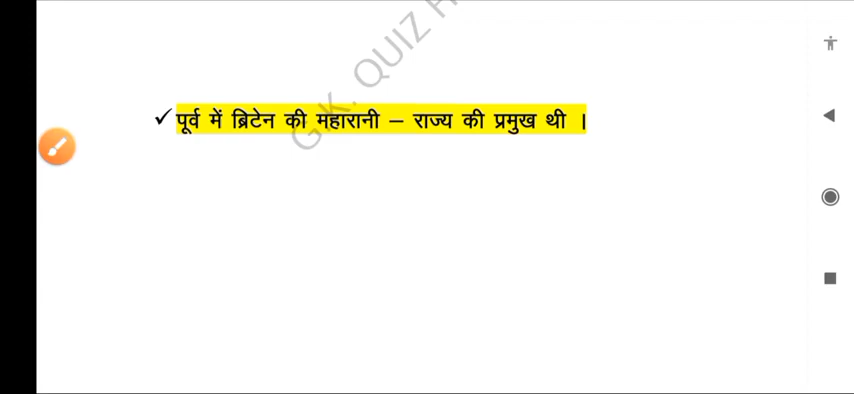 ✓ पूर्व में ब्रिटेन की महारानी – राज्य की प्रमुख थी ।
G.K. QUIZ